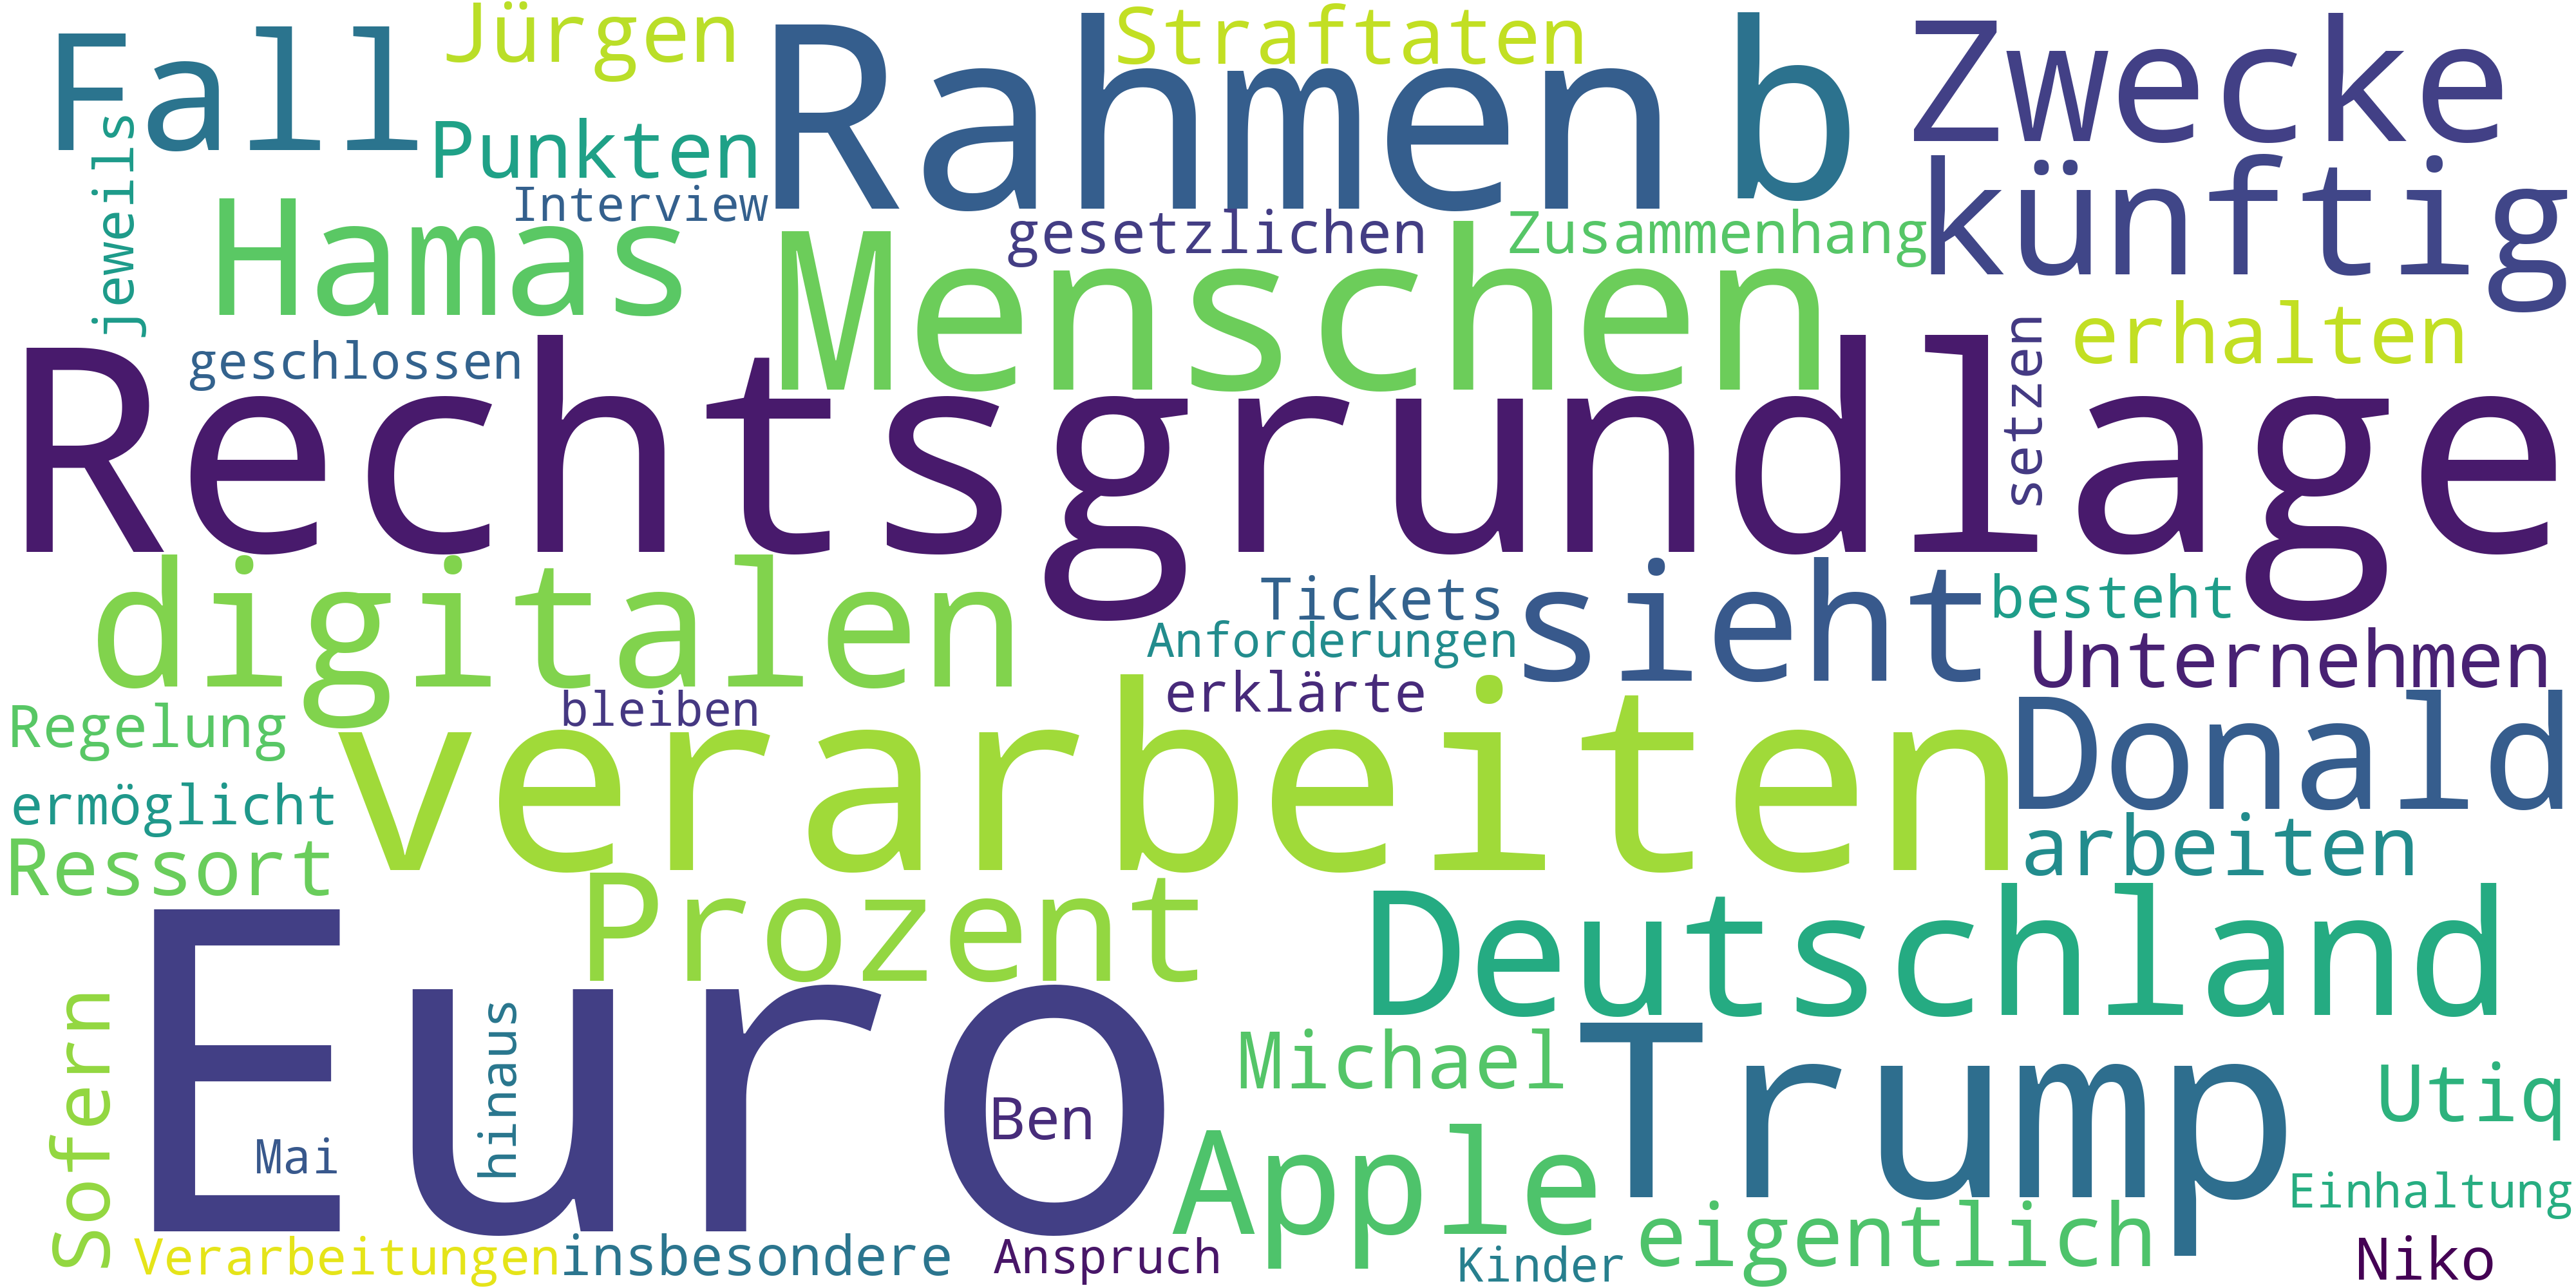 Fall
Jürgen
Rahmen
Straftaten
b
Zwecke
jeweils
Punkten
Interview
künftig
Hamas
Menschen
gesetzlichen
Zusammenhang
geschlossen
erhalten
setzen
Rechtsgrundlage
digitalen
Tickets
sieht
besteht
Anforderungen
Unternehmen
Regelung
bleiben
erklärte
verarbeiten
Donald
ermöglicht
Ressort
arbeiten
Prozent
Deutschland
Sofern
Euro
hinaus
Ben
Mai
Michael
Trump
Utiq
Apple
Einhaltung
Verarbeitungen
insbesondere
Anspruch
Kinder
eigentlich
Niko